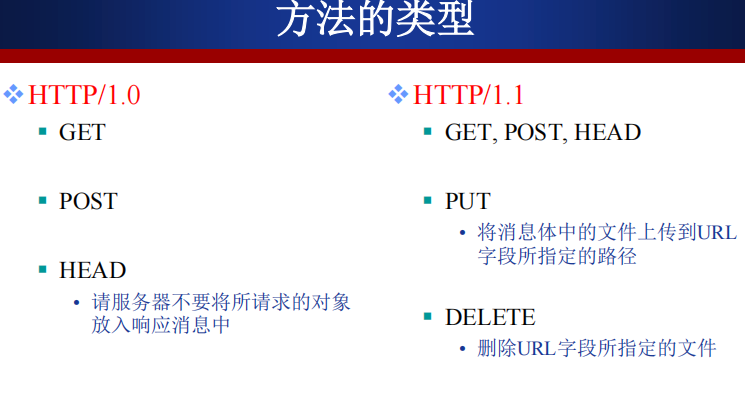 方法的类型
HTTP/1.0
GET
POST
HEAD
请服务器不要将所请求的对象
放入响应消息中
HTTP/1.1
GET, POST, HEAD
PUT
将消息体中的文件上传到URL
字段所指定的路径
DELETE
删除URL字段所指定的文件